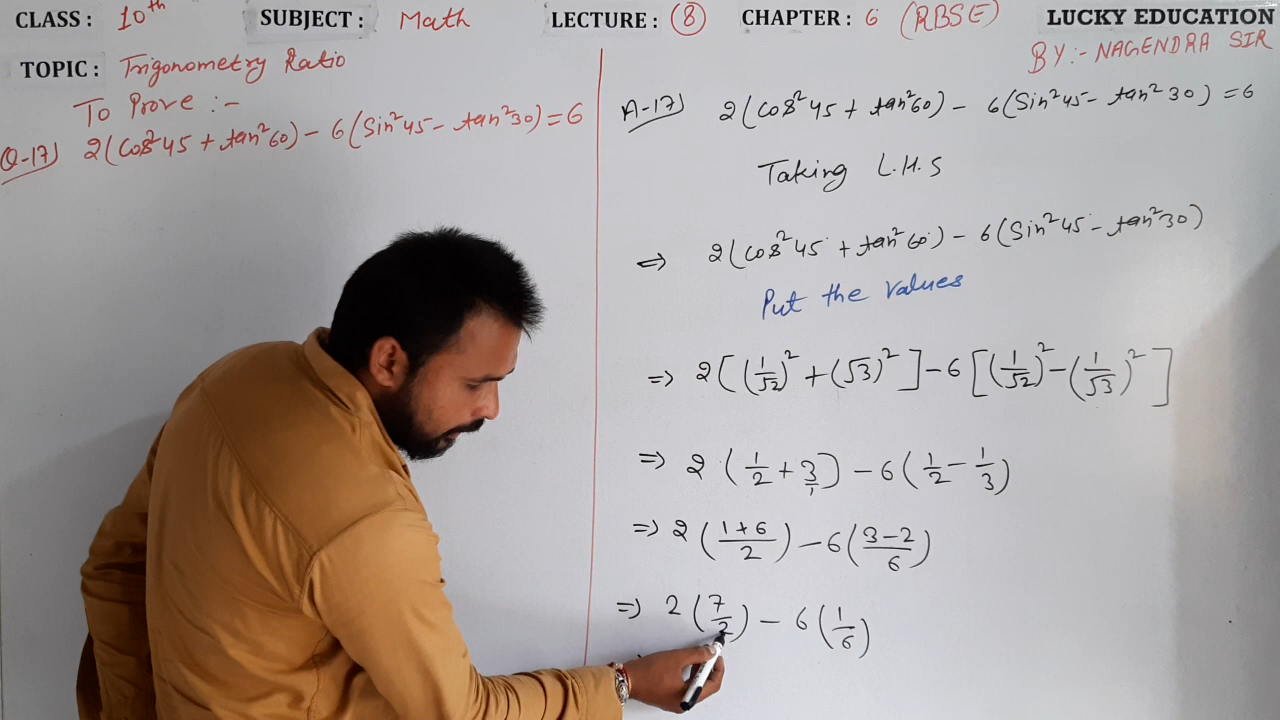 CLASS : 10th SUBJECT : Math LECTURE : 8 CHAPTER : 6 (RBSE) LUCKY EDUCATION
BY:- NAGENDRA SIR
TOPIC : Trigonometry Ratio
To Prove :-
Q-17) 2(Cos²45 + tan²60) - 6(Sin²45 - tan²30) = 6
A-17) 2(Cos²45 + tan²60) - 6(Sin²45 - tan²30) = 6
Taking L.H.S
⇒ 2(Cos²45 + tan²60) - 6(Sin²45 - tan²30)
Put the values
⇒ 2[(1/√2)² + (√3)²] - 6[(1/√2)² - (1/√3)²]
⇒ 2(1/2 + 3/1) - 6(1/2 - 1/3)
⇒ 2((1+6)/2) - 6((3-2)/6)
⇒ 2(7/2) - 6(1/6)